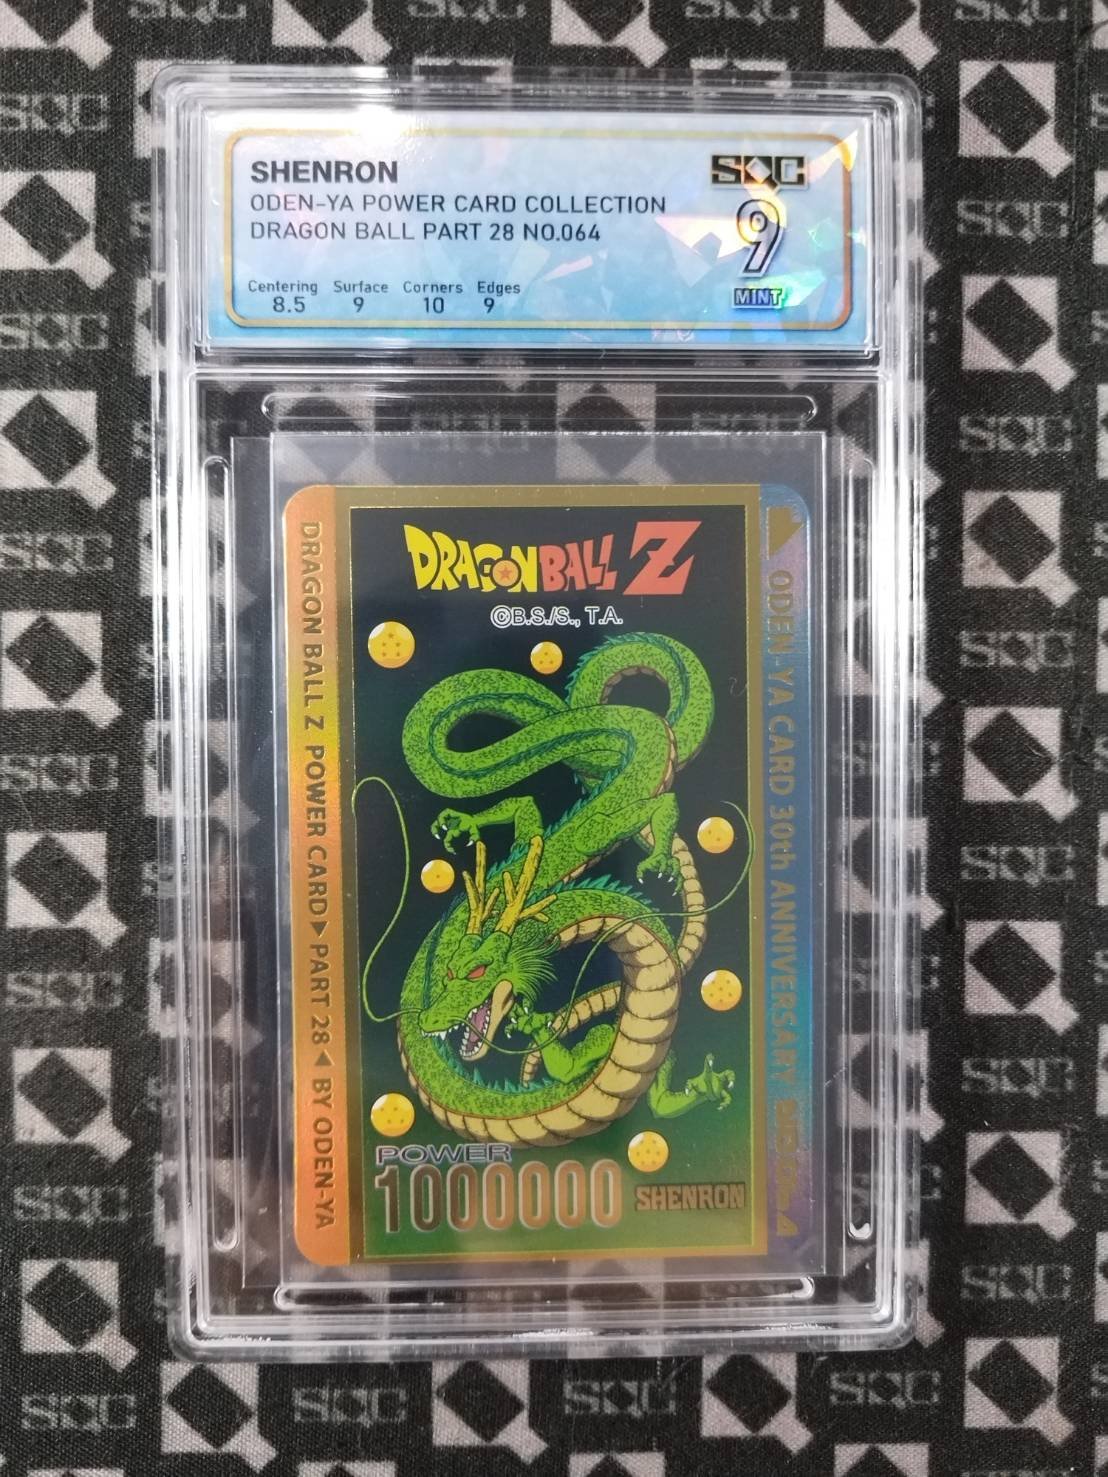 SHENRON
ODEN-YA POWER CARD COLLECTION
DRAGON BALL PART 28 NO.064
SQC
9
MINT
Centering Surface Corners Edges
8.5 9 10 9
DRAGON BALL Z
©B.S./S., T.A.
DRAGON BALL Z POWER CARD▶PART 28◀ BY ODEN-YA
ODEN-YA CARD 30th ANNIVERSARY
POWER
1000000
SHENRON